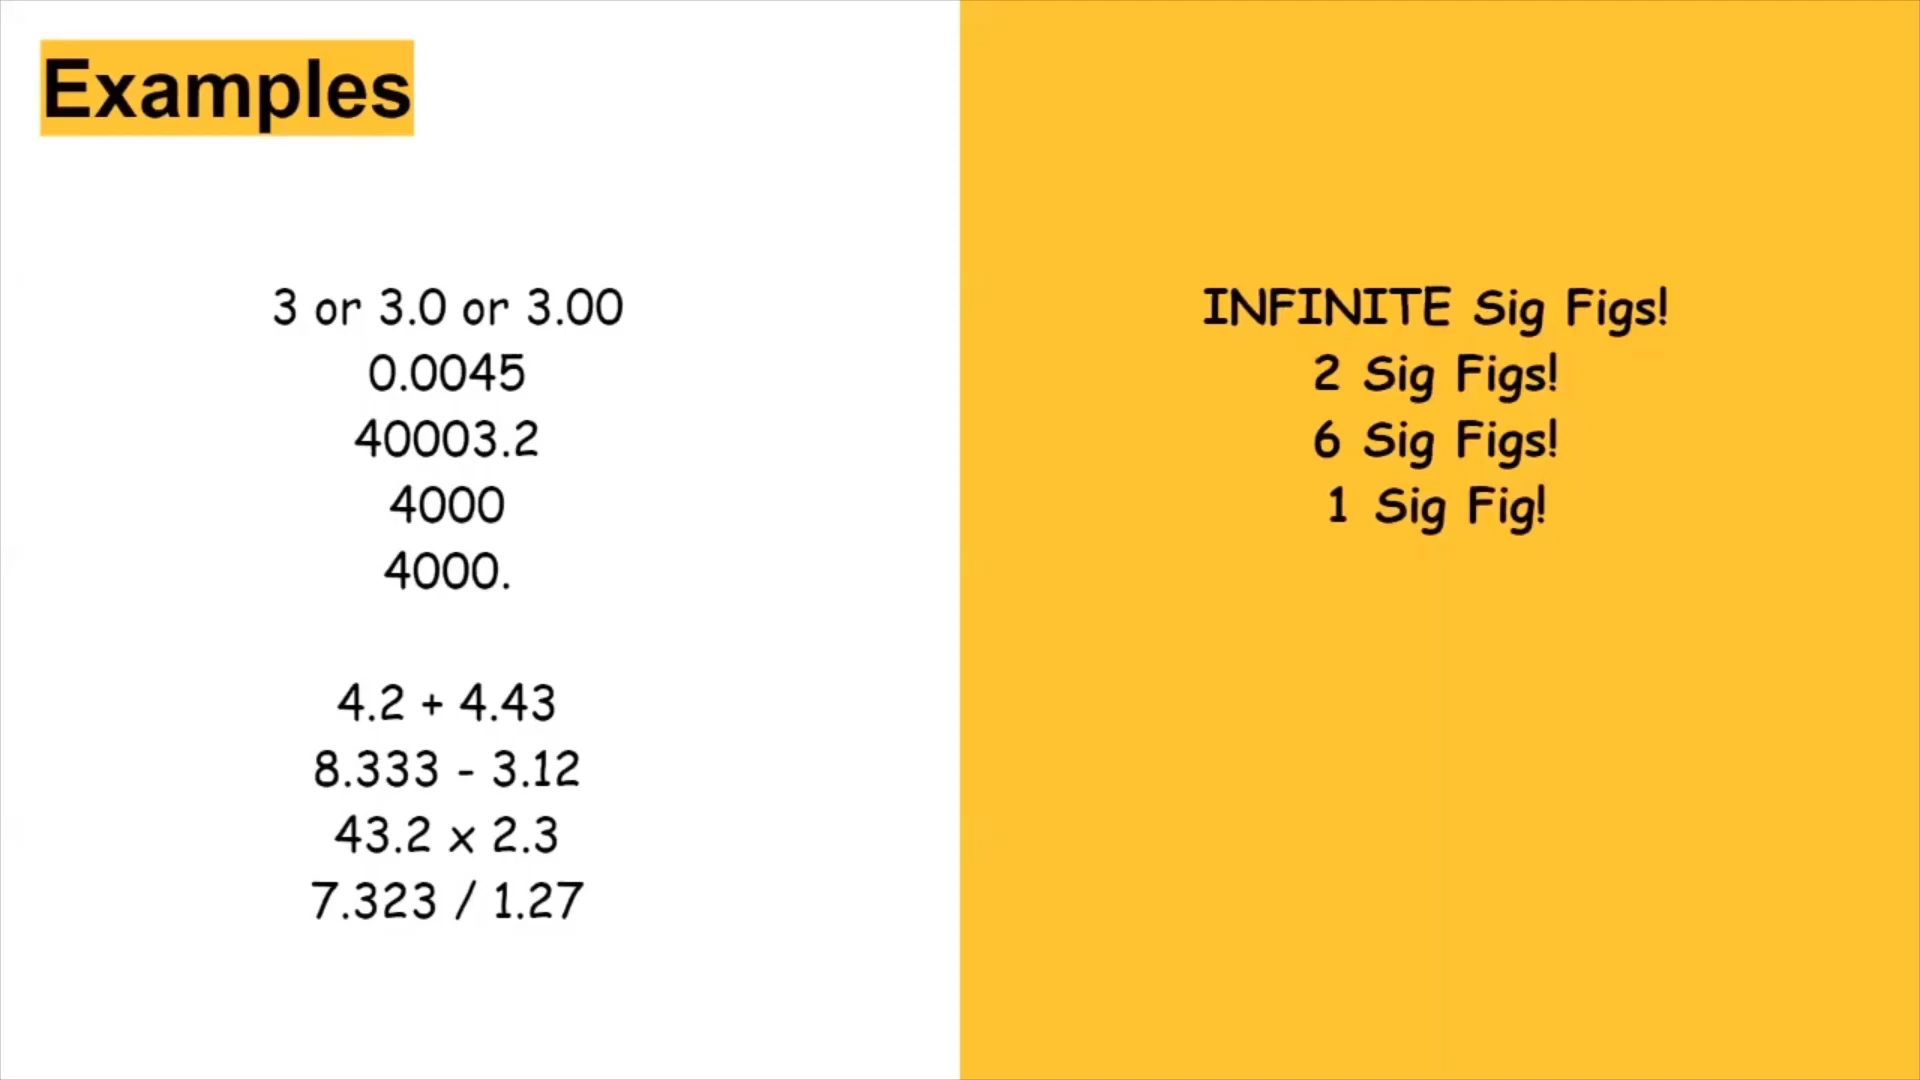 Examples
3 or 3.0 or 3.00
0.0045
40003.2
4000
4000.
4.2 + 4.43
8.333 - 3.12
43.2 x 2.3
7.323 / 1.27
INFINITE Sig Figs!
2 Sig Figs!
6 Sig Figs!
1 Sig Fig!